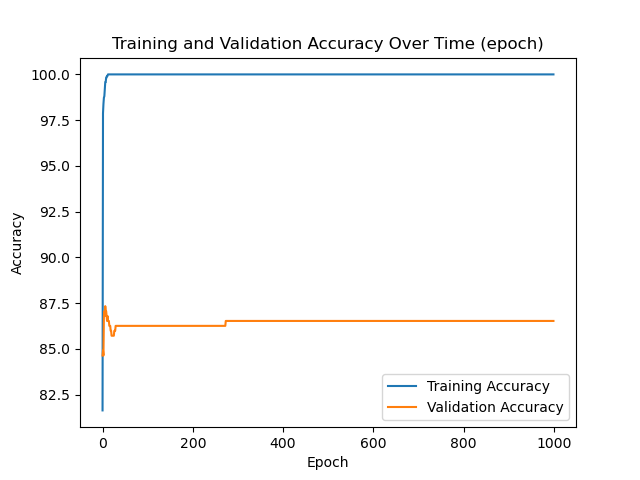 Training and Validation Accuracy Over Time (epoch)
100.0
97.5
95.0
92.5
90.0
87.5
85.0
82.5
Accuracy
Training Accuracy
Validation Accuracy
0 200 400 600 800 1000
Epoch